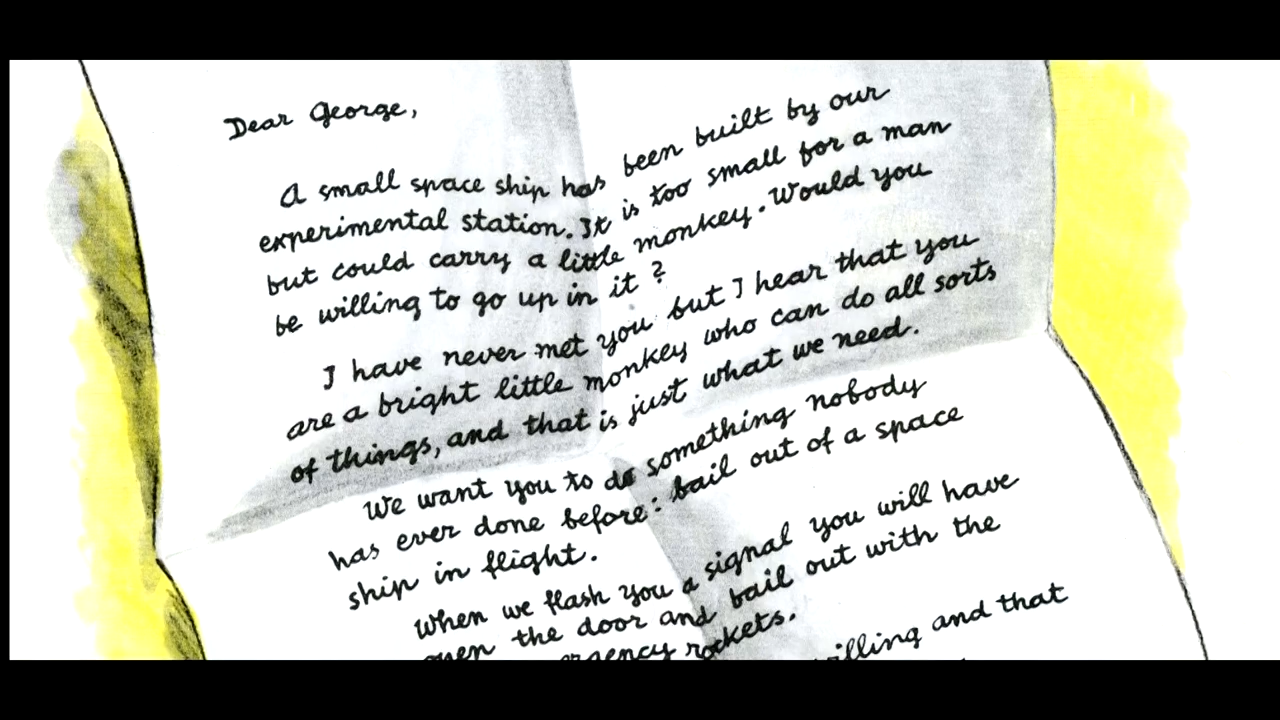 Dear George,
A small space ship has been built by our
experimental station. It is too small for a man
but could carry a little monkey. Would you
be willing to go up in it?
I have never met you but I hear that you
are a bright little monkey who can do all sorts
of things, and that is just what we need.
We want you to do something nobody
has ever done before: bail out of a space
ship in flight.
When we flash you a signal you will have
open the door and bail out with the
rockets.
and that